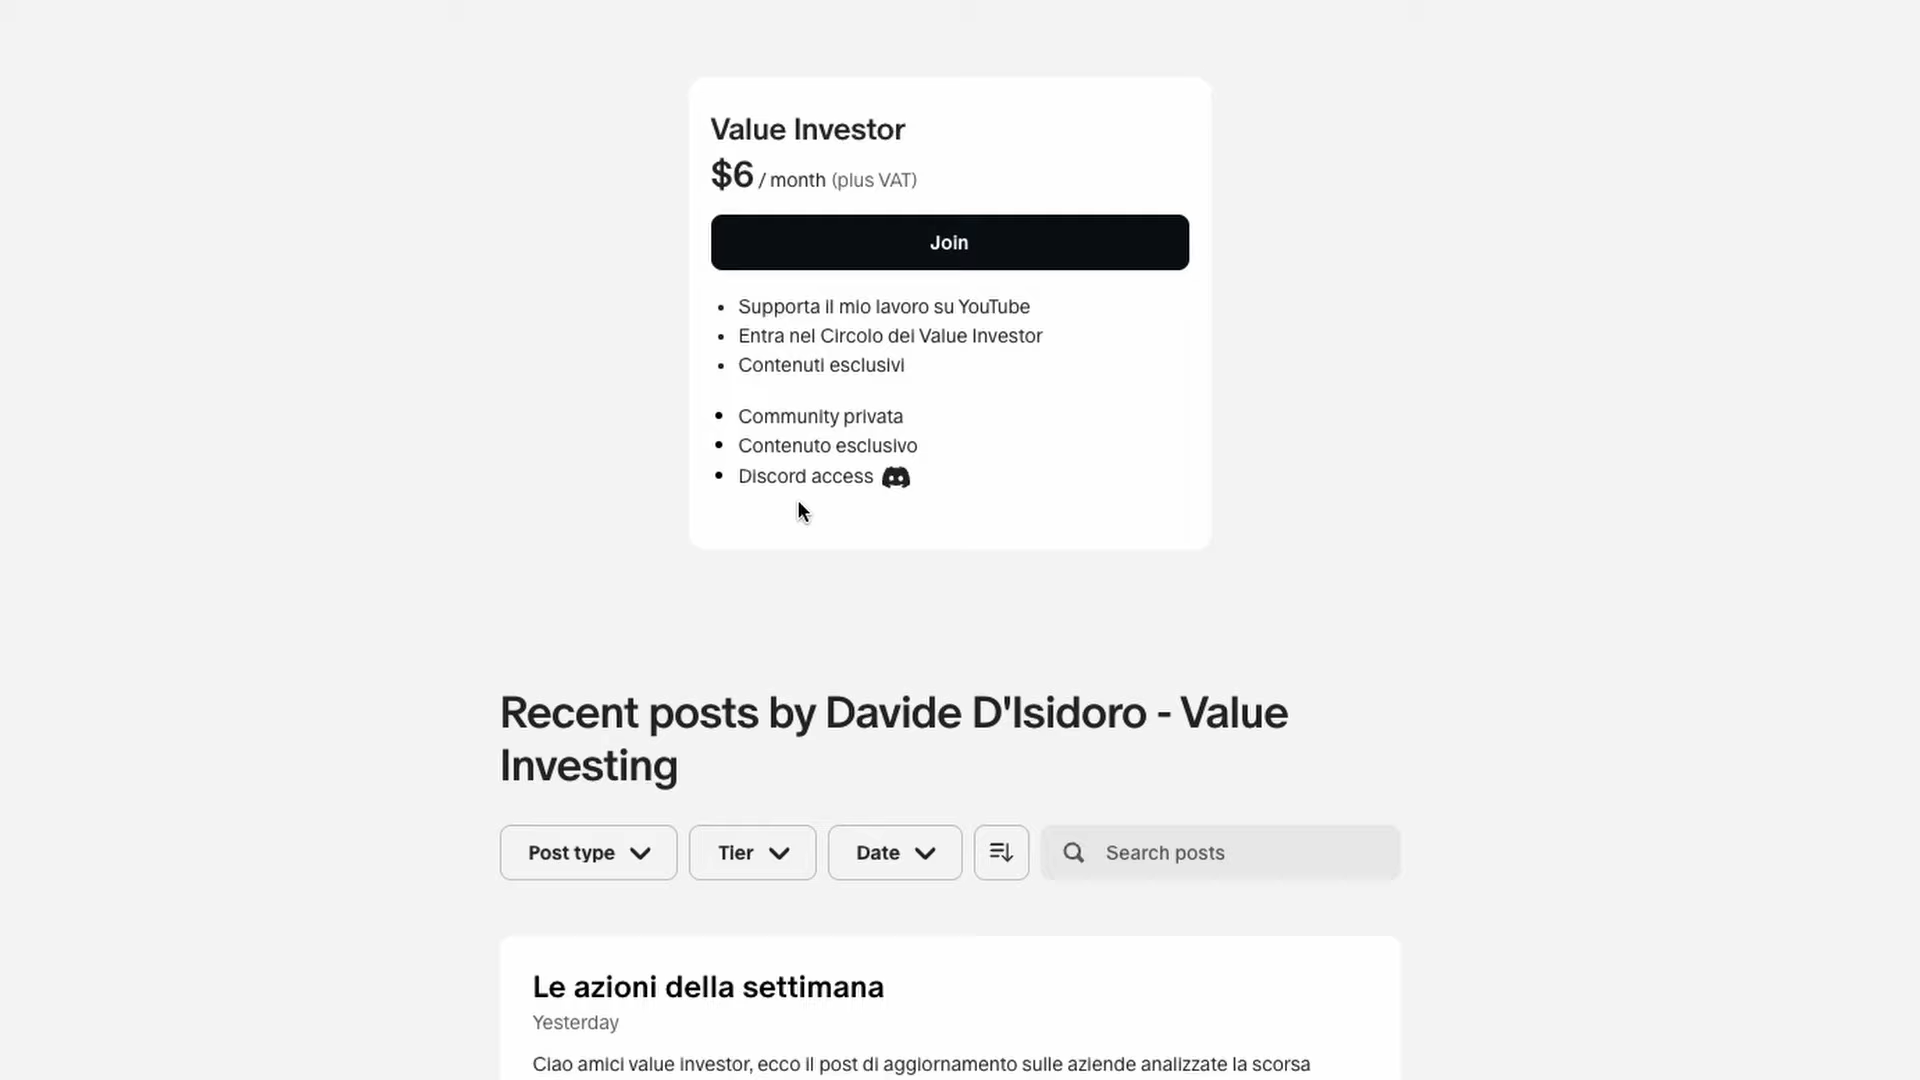 Value Investor
$6 / month (plus VAT)
Join
Supporta il mio lavoro su YouTube
Entra nel Circolo dei Value Investor
Contenuti esclusivi
Community privata
Contenuto esclusivo
Discord access
Recent posts by Davide D'Isidoro - Value
Investing
Post type
Tier
Date
Search posts
Le azioni della settimana
Yesterday
Ciao amici value investor, ecco il post di aggiornamento sulle aziende analizzate la scorsa